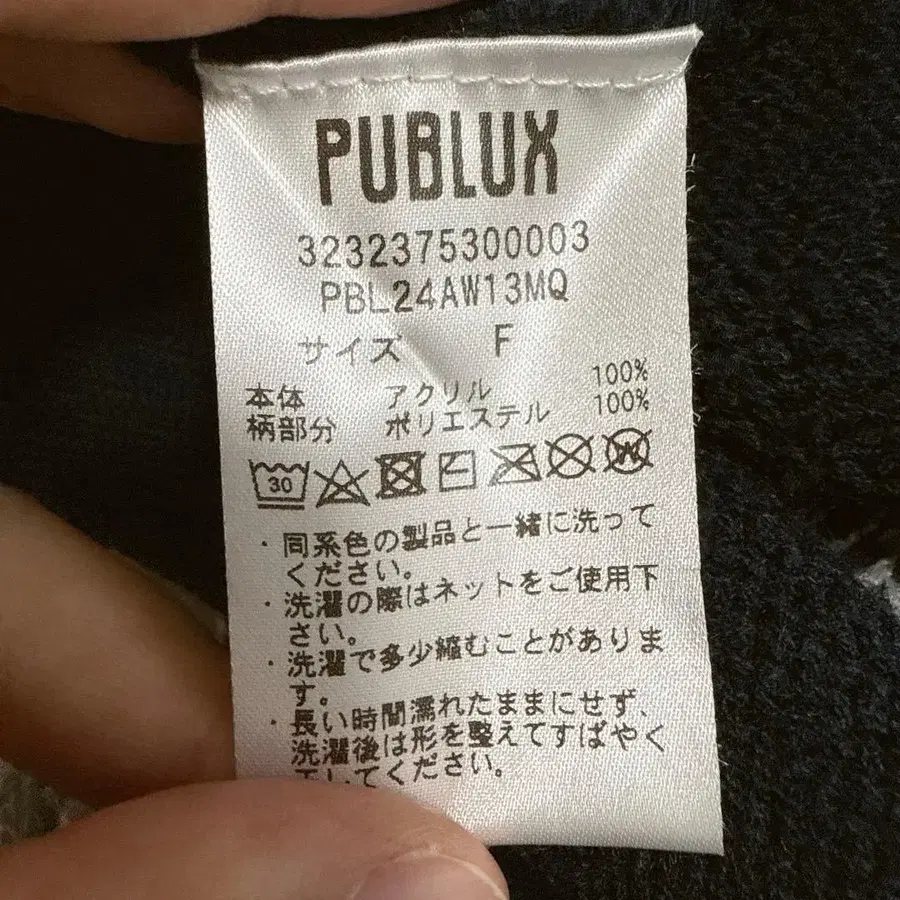 PUBLUX
3232375300003
PBL24AW13MQ
サイズ F
本体 アクリル 100%
柄部分 ポリエステル 100%
30
W
・同系色の製品と一緒に洗って
ください。
・洗濯の際はネットをご使用下
さい。
・洗濯で多少縮むことがありま
す。
・長い時間濡れたままにせず、
洗濯後は形を整えてすばやく
干してください。